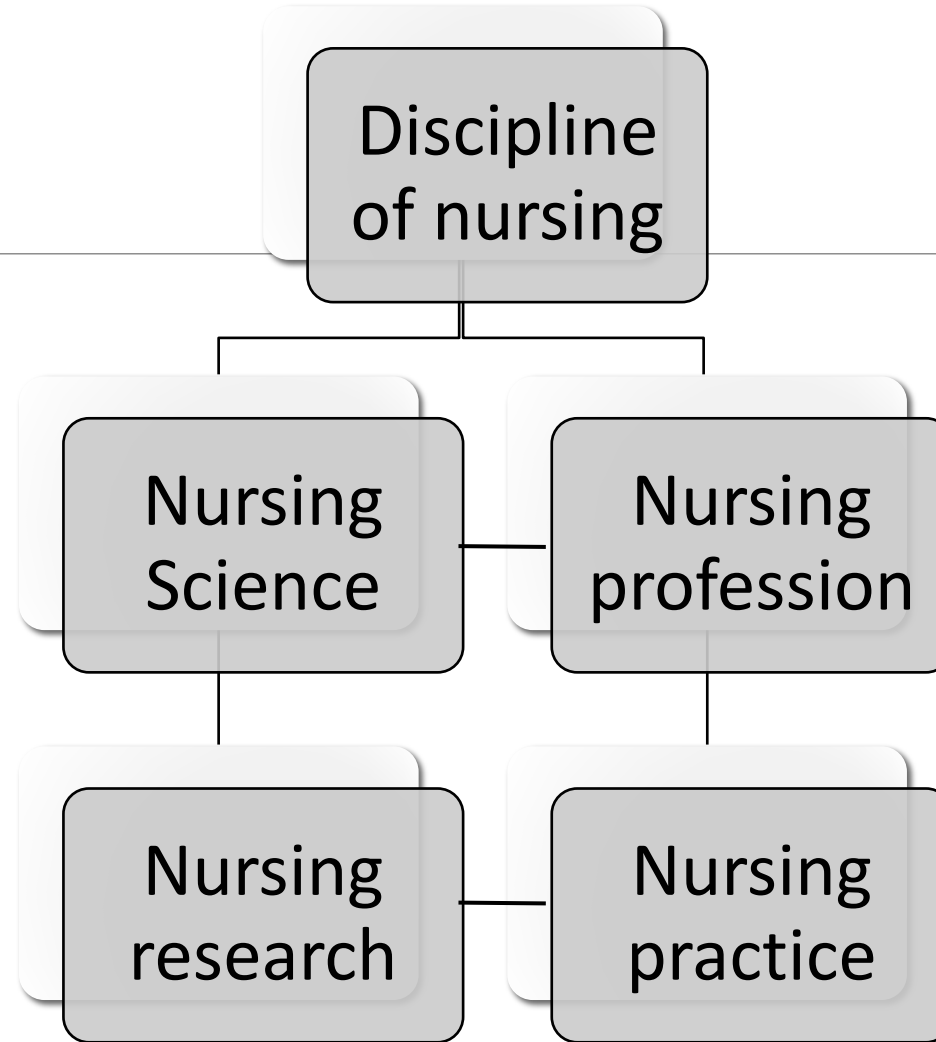 Discipline
of nursing
Nursing
Science
Nursing
profession
Nursing
research
Nursing
practice